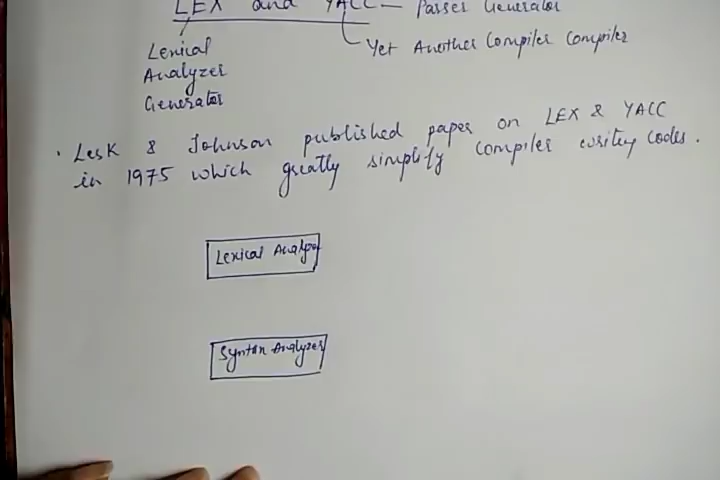 LEX and YACC — Parser Generator
Yet Another Compiler Compiler
Lexical
Analyzer
Generator
. Lesk & Johnson published paper on LEX & YACC
in 1975 which greatly simplify compiler writing codes.
Lexical Analyzer
Syntax Analyzer